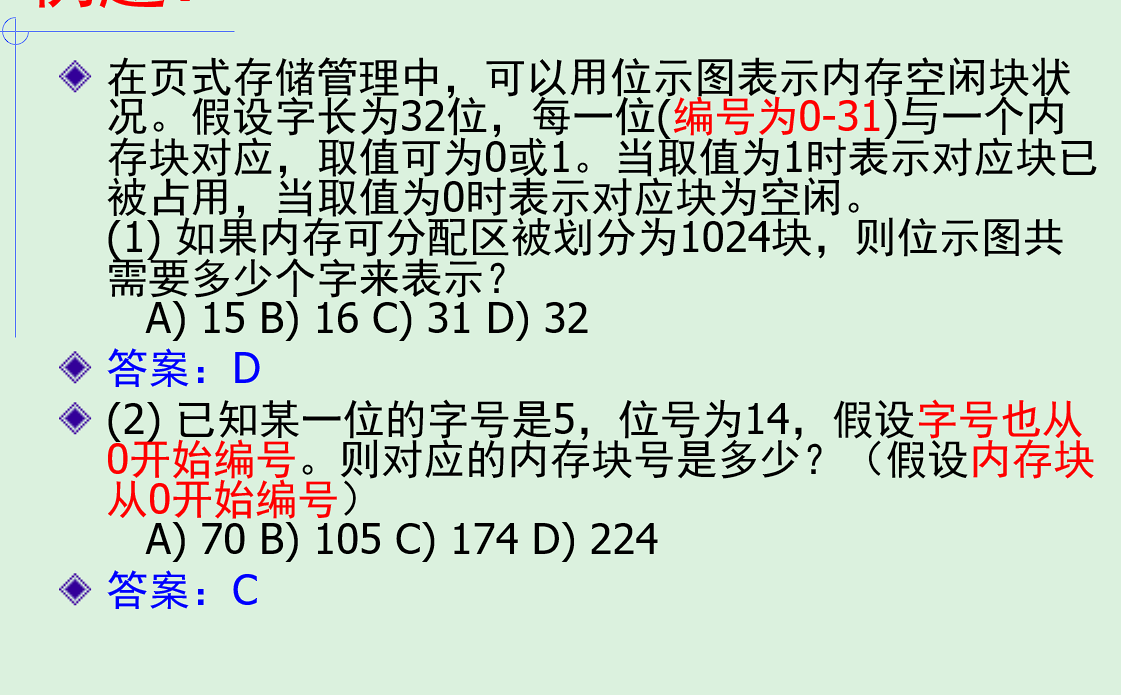 在页式存储管理中，可以用位示图表示内存空闲块状
况。假设字长为32位，每一位(编号为0-31)与一个内
存块对应，取值可为0或1。当取值为1时表示对应块已
被占用，当取值为0时表示对应块为空闲。
(1) 如果内存可分配区被划分为1024块，则位示图共
需要多少个字来表示？
A) 15 B) 16 C) 31 D) 32
答案：D
(2) 已知某一位的字号是5，位号为14，假设字号也从
0开始编号。则对应的内存块号是多少？（假设内存块
从0开始编号）
A) 70 B) 105 C) 174 D) 224
答案：C